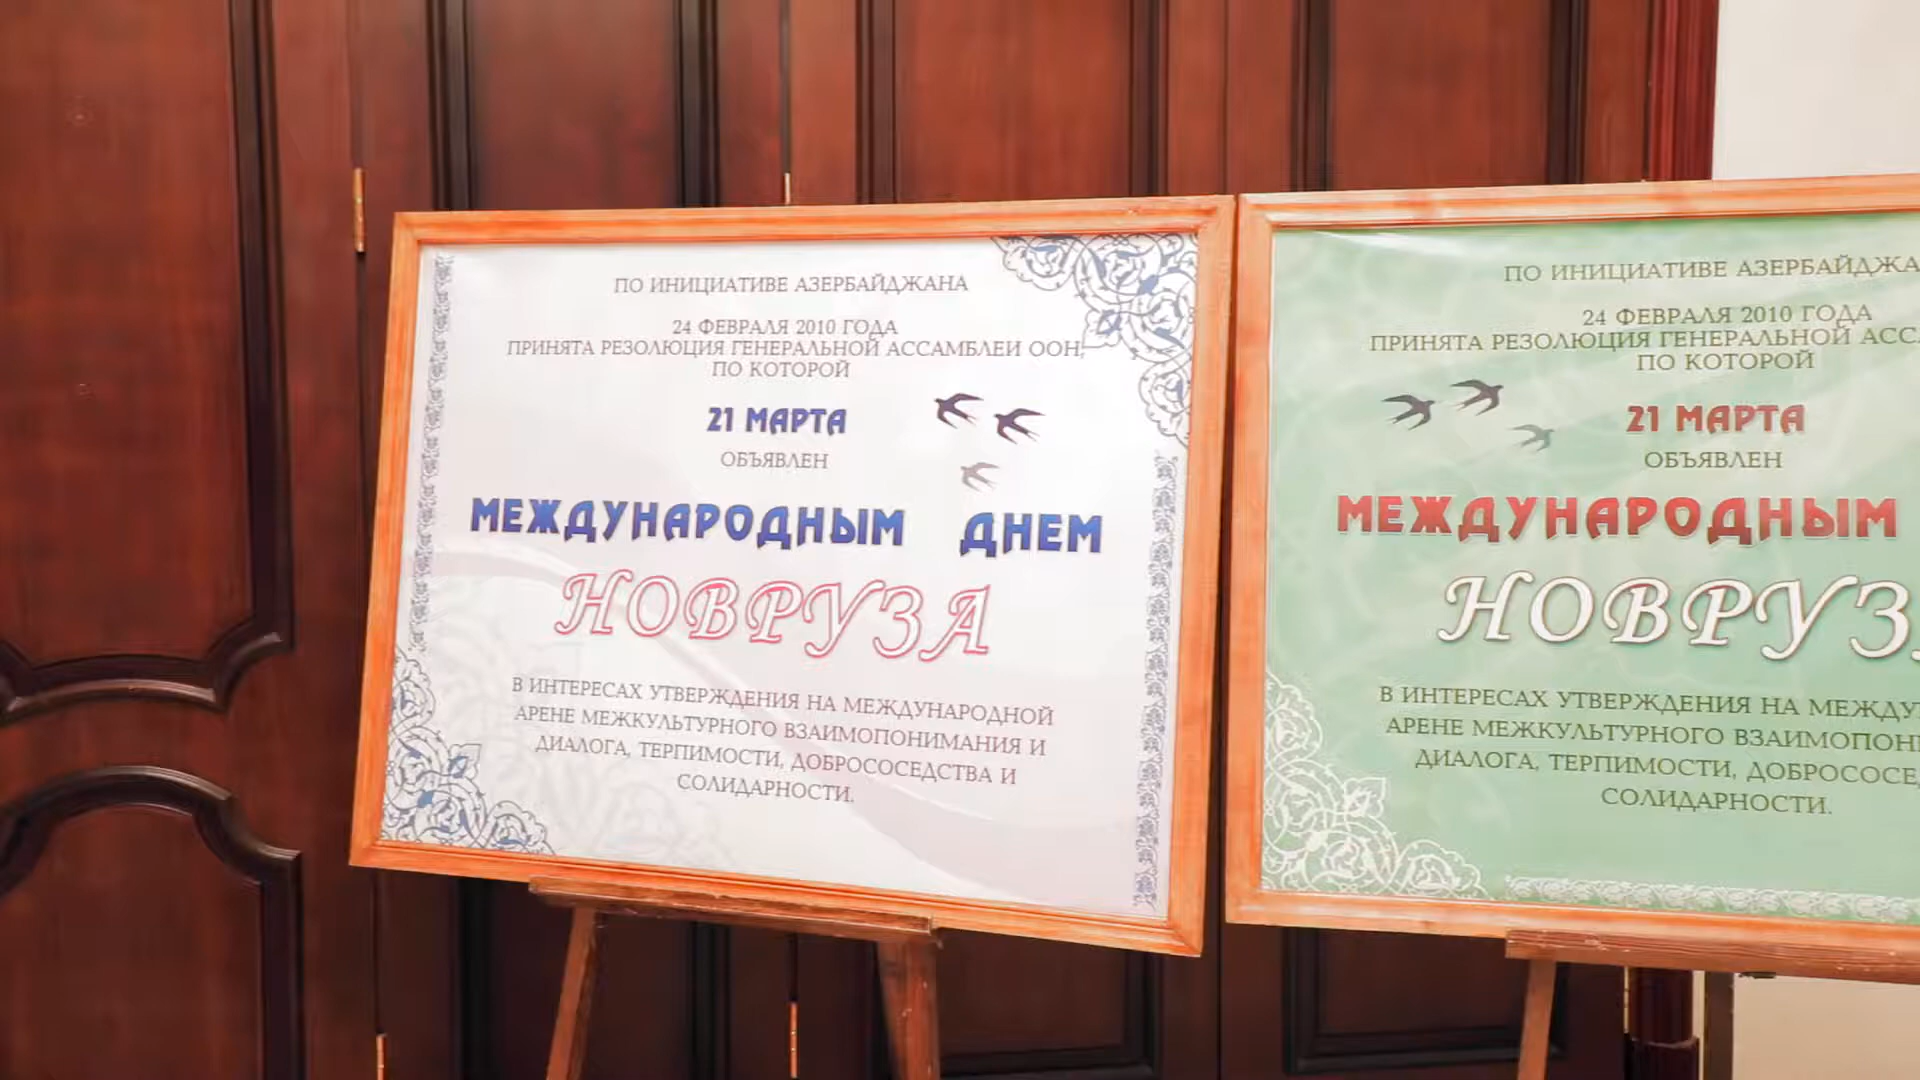 ПО ИНИЦИАТИВЕ АЗЕРБАЙДЖАНА
24 ФЕВРАЛЯ 2010 ГОДА
ПРИНЯТА РЕЗОЛЮЦИЯ ГЕНЕРАЛЬНОЙ АССАМБЛЕИ ООН,
ПО КОТОРОЙ
21 МАРТА
ОБЪЯВЛЕН
МЕЖДУНАРОДНЫМ ДНЕМ
НОВРУЗА
В ИНТЕРЕСАХ УТВЕРЖДЕНИЯ НА МЕЖДУНАРОДНОЙ
АРЕНЕ МЕЖКУЛЬТУРНОГО ВЗАИМОПОНИМАНИЯ И
ДИАЛОГА, ТЕРПИМОСТИ, ДОБРОСОСЕДСТВА И
СОЛИДАРНОСТИ.
ПО ИНИЦИАТИВЕ АЗЕРБАЙДЖА
24 ФЕВРАЛЯ 2010 ГОДА
ПРИНЯТА РЕЗОЛЮЦИЯ ГЕНЕРАЛЬНОЙ АСС
ПО КОТОРОЙ
21 МАРТА
ОБЪЯВЛЕН
МЕЖДУНАРОДНЫМ
НОВРУЗ
В ИНТЕРЕСАХ УТВЕРЖДЕНИЯ НА МЕЖДУ
АРЕНЕ МЕЖКУЛЬТУРНОГО ВЗАИМОПОН
ДИАЛОГА, ТЕРПИМОСТИ, ДОБРОСОСЕ
СОЛИДАРНОСТИ.